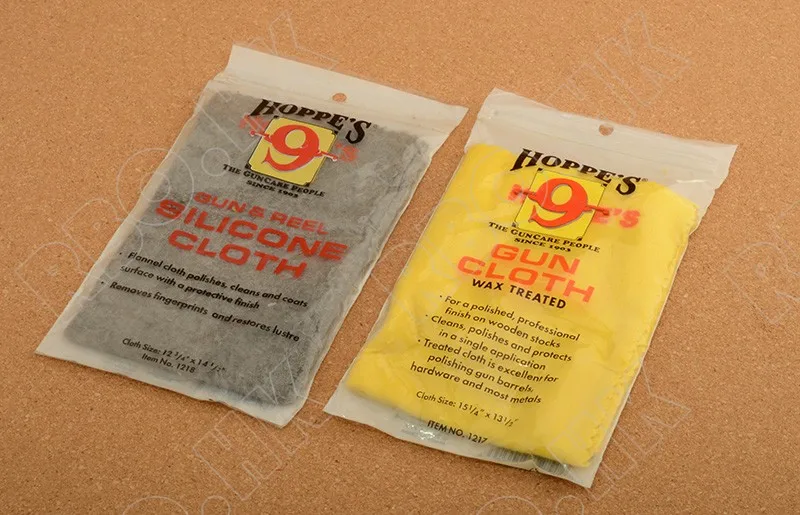 HOPPE'S
9
THE GUNCARE PEOPLE
SINCE 1903
GUN & REEL
SILICONE
CLOTH
• Flannel cloth polishes, cleans and coats
surface with a protective finish
• Removes fingerprints and restores lustre
Cloth Size: 12 3/4" x 14 1/2"
Item No. 1218
HOPPE'S
9
THE GUNCARE PEOPLE
SINCE 1903
GUN
CLOTH
WAX TREATED
• For a polished, professional
finish on wooden stocks
• Cleans, polishes and protects
in a single application
• Treated cloth is excellent for
polishing gun barrels,
hardware and most metals
Cloth Size: 15 1/4" x 13 1/2"
ITEM NO. 1217